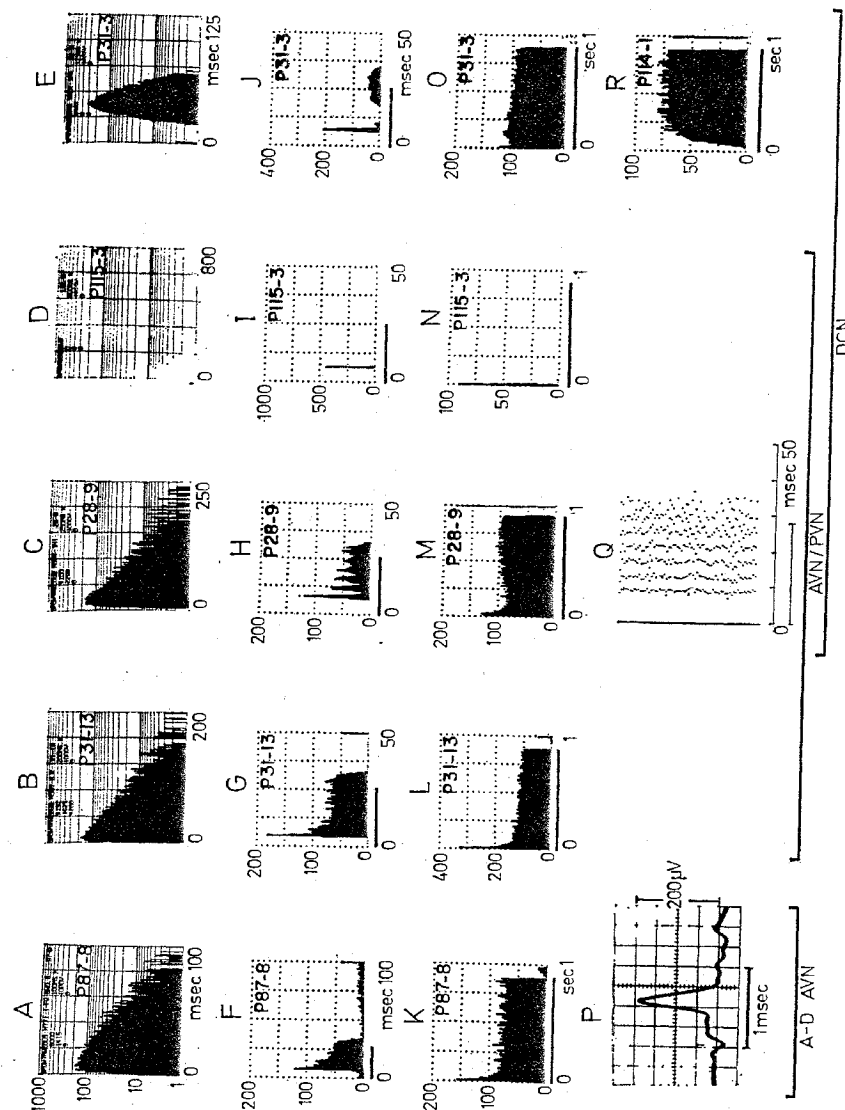 A
1000
100
10
1
P87-8
msec 100
B
P31-13
0
200
C
P28-9
0
250
D
P115-3
0
800
E
P31-3
0
msec 125
F
200
100
0
P87-8
msec 100
G
200
100
0
P31-13
0
50
H
200
100
0
P28-9
0
50
I
1000
500
0
P115-3
0
50
J
400
200
0
P31-3
0
msec 50
K
200
100
0
P87-8
0
sec 1
L
400
200
0
P31-13
0
1
M
200
100
0
P28-9
0
1
N
100
50
0
P115-3
0
1
O
200
100
0
P31-3
0
sec 1
P
200µV
1msec
Q
0
msec 50
R
100
50
0
P114-1
0
sec 1
A-D AVN
AVN/PVN
DCN